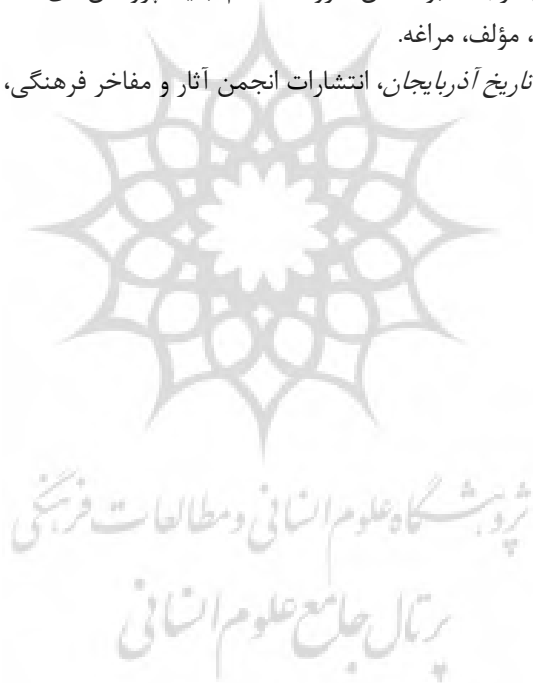 ، مؤلف، مراغه.
تاریخ آذربایجان، انتشارات انجمن آثار و مفاخر فرهنگی،
پژوهشگاه علوم انسانی و مطالعات فرهنگی
پرتال جامع علوم انسانی